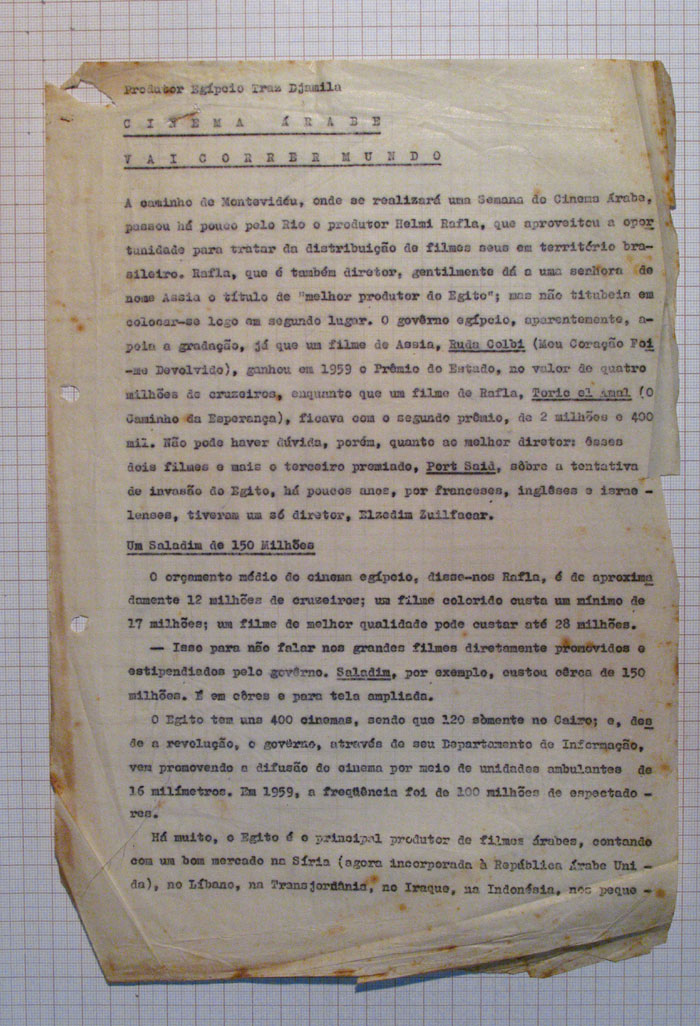 Produtor Egípcio Traz Djamila
C I N E M A Á R A B E
V A I C O R R E R M U N D O
A caminho de Montevidéu, onde se realizará uma Semana do Cinema Árabe,
passou há pouco pelo Rio o produtor Helmi Rafla, que aproveitou a opor
tunidade para tratar da distribuição de filmes seus em território bra-
sileiro. Rafla, que é também diretor, gentilmente dá a uma senhora de
nome Assia o título de "melhor produtor do Egito"; mas não titubeia em
colocar-se logo em segundo lugar. O govêrno egípcio, aparentemente, a-
poia a gradação, já que um filme de Assia, Ruda Colbi (Meu Coração Foi
-me Devolvido), ganhou em 1959 o Prêmio do Estado, no valor de quatro
milhões de cruzeiros, enquanto que um filme de Rafla, Toric el Amal (O
Caminho da Esperança), ficava com o segundo prêmio, de 2 milhões e 400
mil. Não pode haver dúvida, porém, quanto ao melhor diretor: êsses
dois filmes e mais o terceiro premiado, Port Said, sôbre a tentativa
de invasão do Egito, há poucos anos, por franceses, inglêses e israe -
lenses, tiveram um só diretor, Elzedim Zuilfacar.
Um Saladim de 150 Milhões
O orçamento médio do cinema egípcio, disse-nos Rafla, é de aproxima
damente 12 milhões de cruzeiros; um filme colorido custa um mínimo de
17 milhões; um filme de melhor qualidade pode custar até 28 milhões.
— Isso para não falar nos grandes filmes diretamente promovidos e
estipendiados pelo govêrno. Saladim, por exemplo, custou cêrca de 150
milhões. É em côres e para tela ampliada.
O Egito tem uns 400 cinemas, sendo que 120 sòmente no Cairo; e, des
de a revolução, o govêrno, através do seu Departamento de Informação,
vem promovendo a difusão do cinema por meio de unidades ambulantes de
16 milímetros. Em 1959, a freqüência foi de 100 milhões de espectado -
res.
Há muito, o Egito é o principal produtor de filmes árabes, contando
com um bom mercado na Síria (agora incorporada à República Árabe Uni -
da), no Líbano, na Transjordânia, no Iraque, na Indonésia, nos peque -